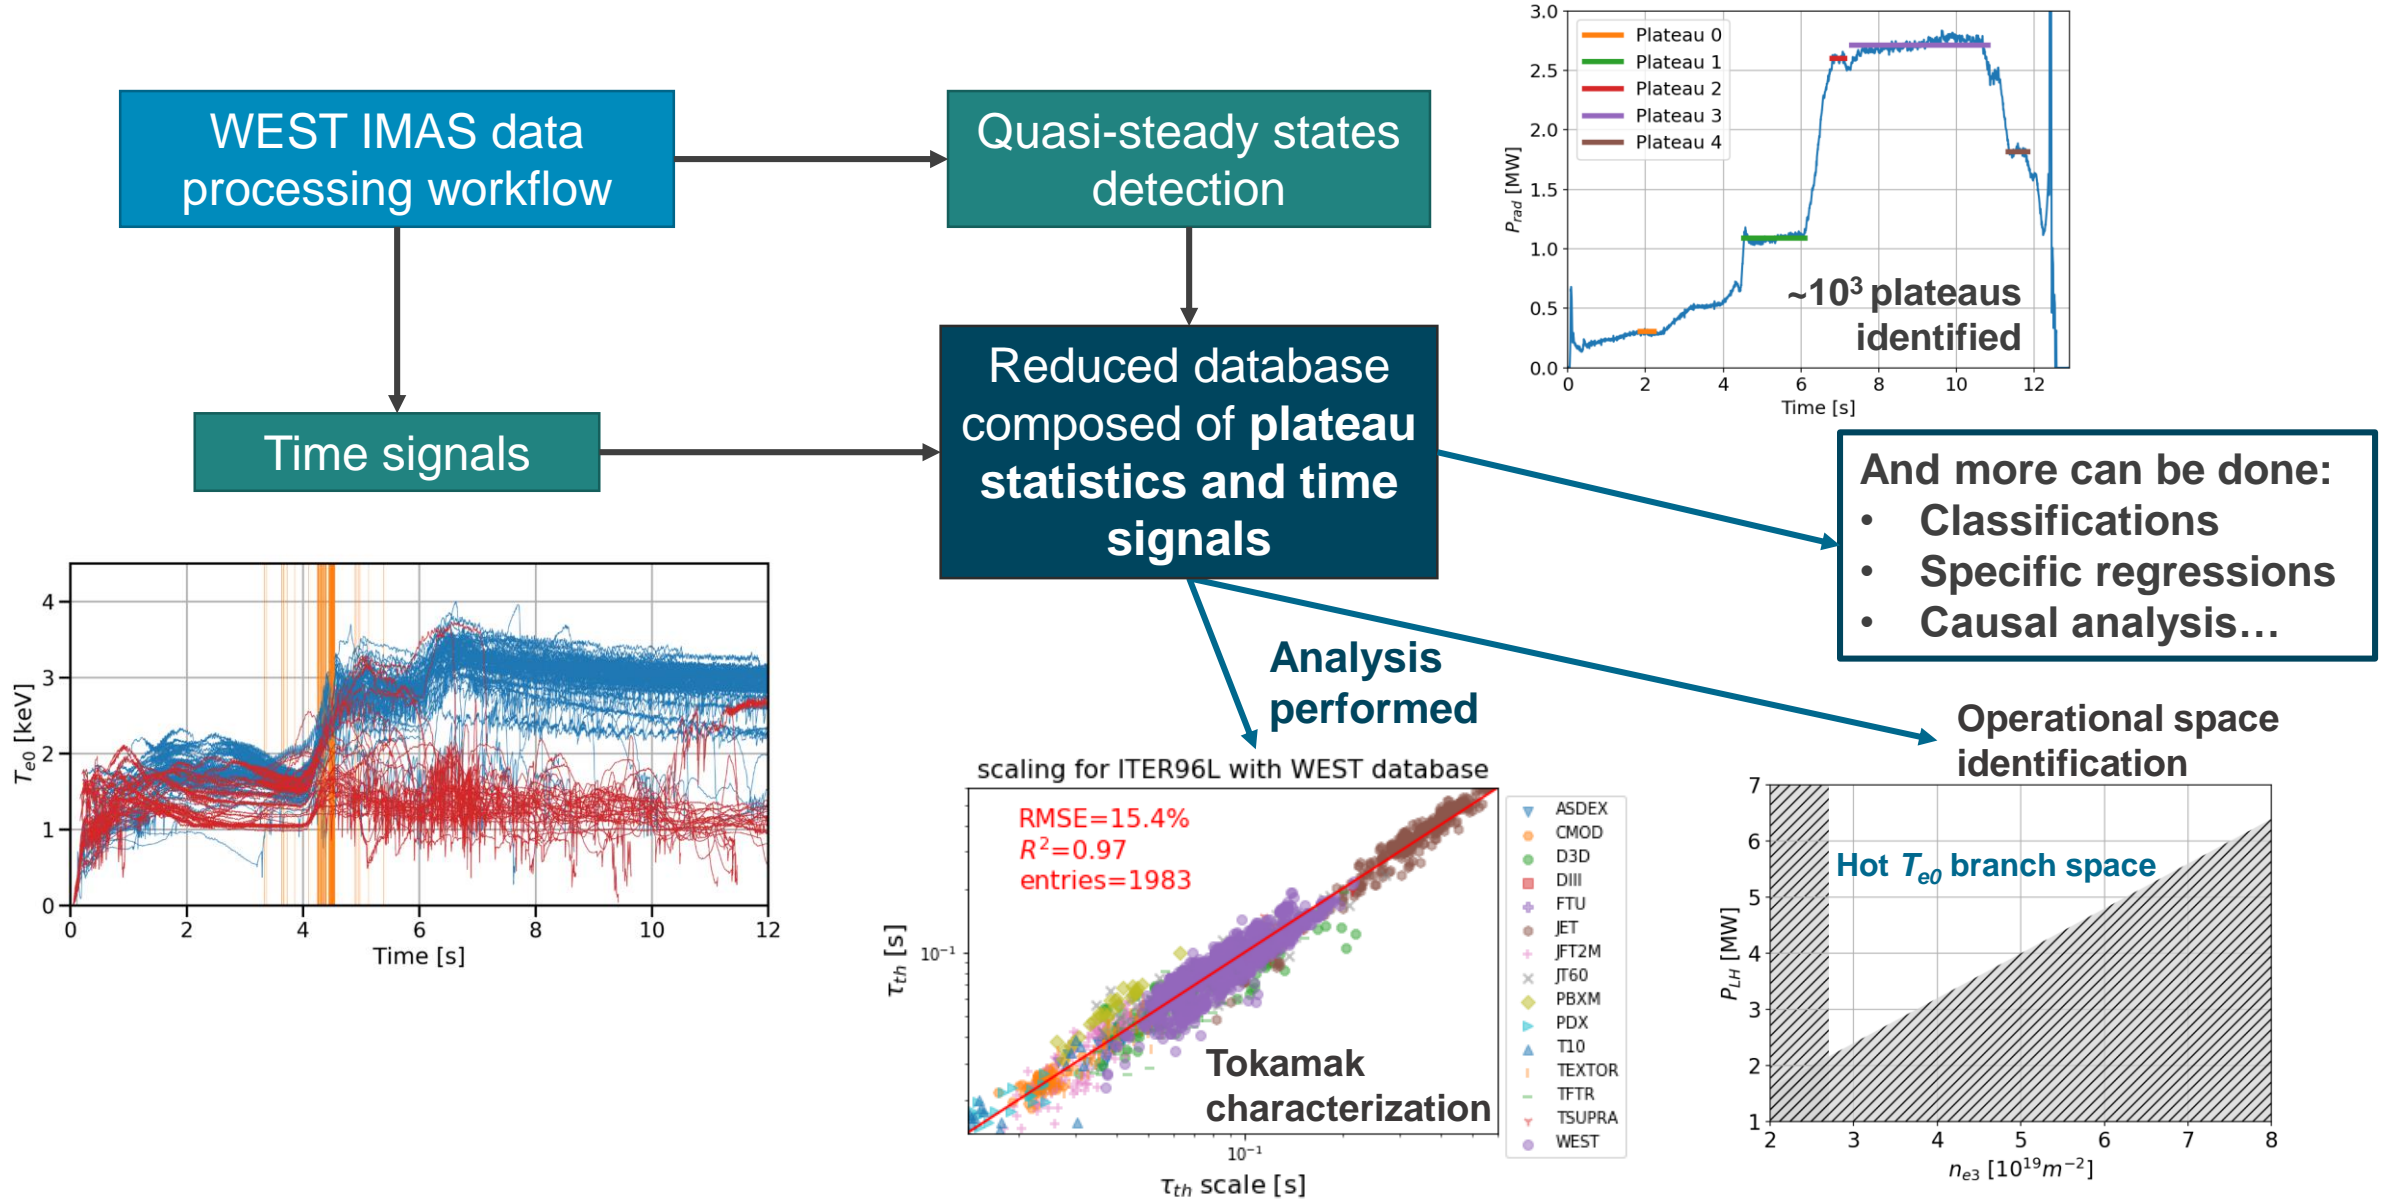 WEST IMAS data
processing workflow
Quasi-steady states
detection
Time signals
Reduced database
composed of plateau
statistics and time
signals
3.0
2.5
2.0
1.5
1.0
0.5
0.0
P_rad [MW]
Plateau 0
Plateau 1
Plateau 2
Plateau 3
Plateau 4
~10³ plateaus
identified
0 2 4 6 8 10 12
Time [s]
And more can be done:
• Classifications
• Specific regressions
• Causal analysis…
4
3
2
1
0
T_e0 [keV]
0 2 4 6 8 10 12
Time [s]
Analysis
performed
scaling for ITER96L with WEST database
RMSE=15.4%
R²=0.97
entries=1983
τ_th [s]
10⁻¹
Tokamak
characterization
10⁻¹
τ_th scale [s]
ASDEX
CMOD
D3D
DIII
FTU
JET
JFT2M
JT60
PBXM
PDX
T10
TEXTOR
TFTR
TSUPRA
WEST
Operational space
identification
7
6
5
4
3
2
1
P_LH [MW]
Hot T_e0 branch space
2 3 4 5 6 7 8
n_e3 [10¹⁹m⁻²]